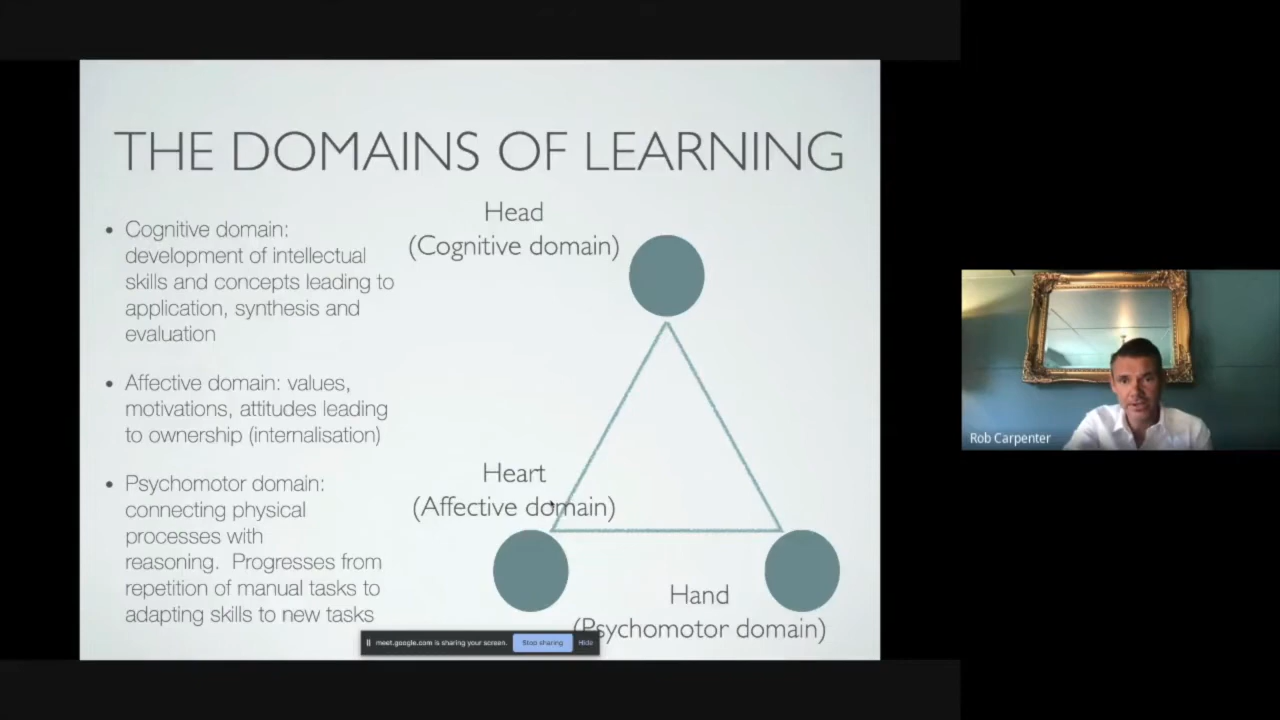 THE DOMAINS OF LEARNING
• Cognitive domain:
development of intellectual
skills and concepts leading to
application, synthesis and
evaluation
• Affective domain: values,
motivations, attitudes leading
to ownership (internalisation)
• Psychomotor domain:
connecting physical
processes with
reasoning. Progresses from
repetition of manual tasks to
adapting skills to new tasks
Head
(Cognitive domain)
Heart
(Affective domain)
Hand
(Psychomotor domain)
meet.google.com is sharing your screen. Stop sharing Hide
Rob Carpenter